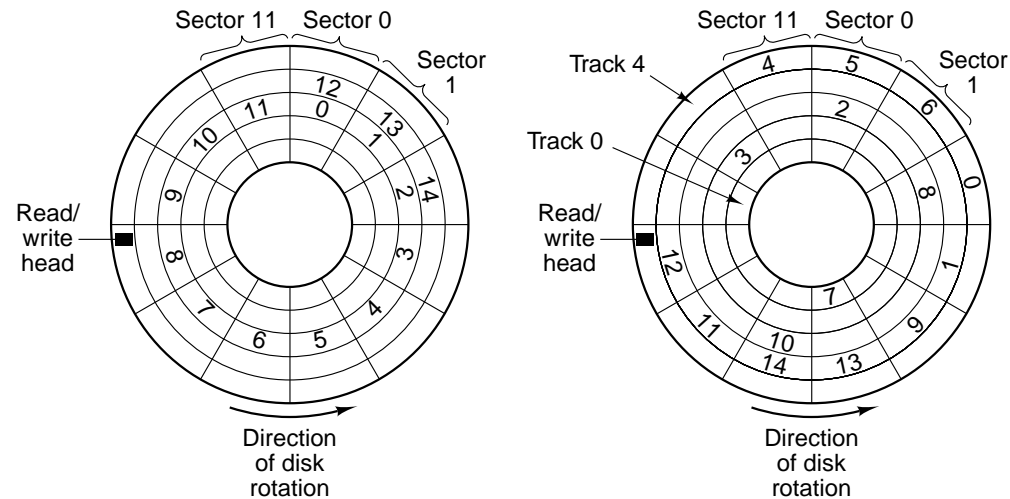 Sector 11
Sector 0
Sector
1
12
0
13
1
14
2
3
4
5
6
7
8
9
10
11
Read/
write
head
Direction
of disk
rotation
Sector 11
Sector 0
Sector
1
Track 4
Track 0
Read/
write
head
4
5
6
0
1
2
3
8
9
7
10
11
12
13
14
Direction
of disk
rotation